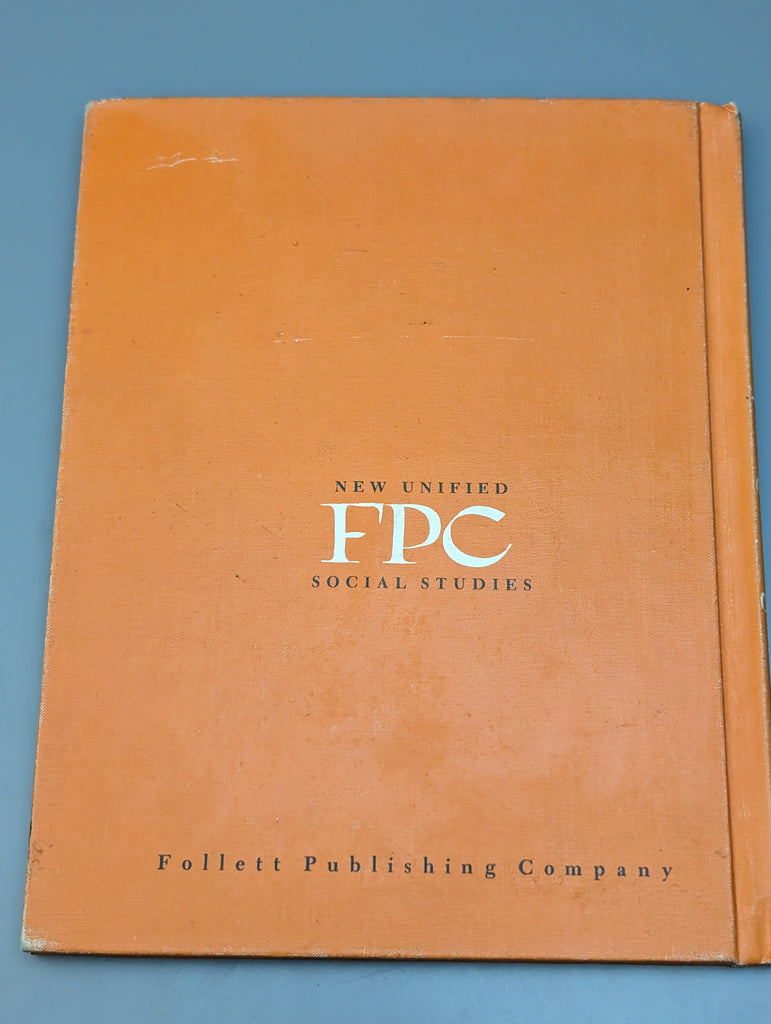 NEW UNIFIED
FPC
SOCIAL STUDIES
Follett Publishing Company